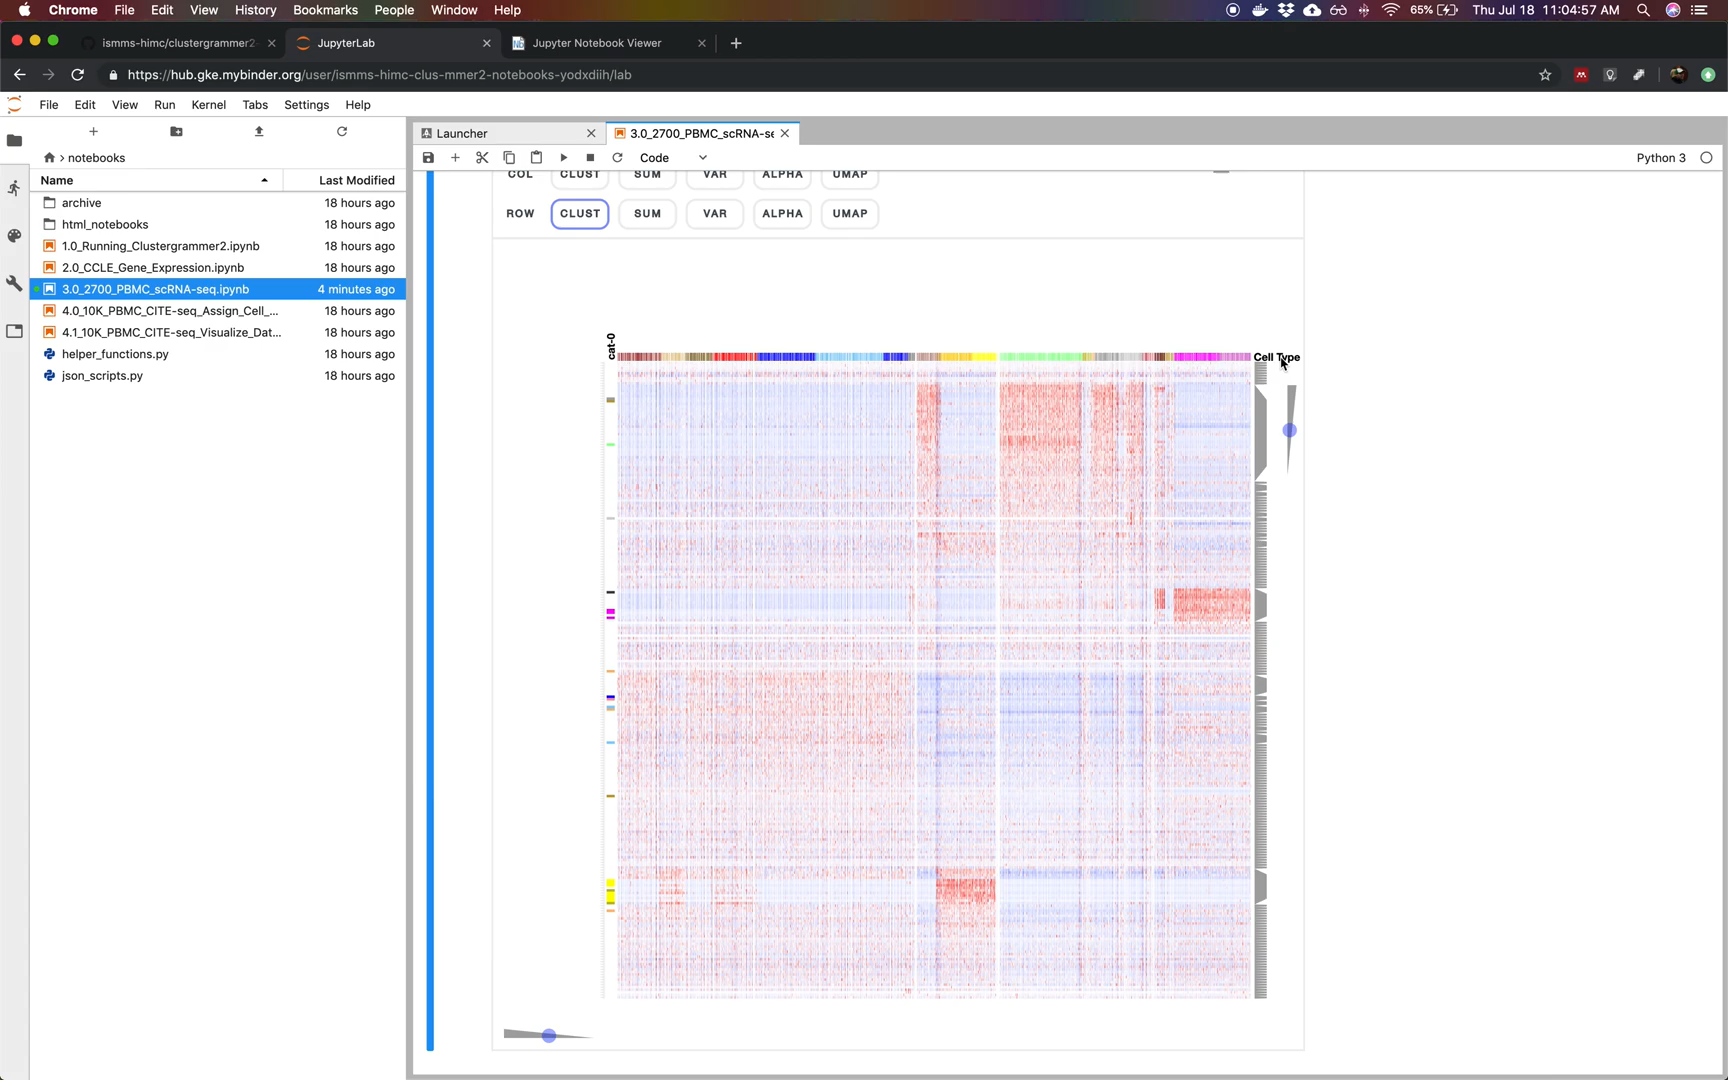 Chrome File Edit View History Bookmarks People Window Help 65% Thu Jul 18 11:04:57 AM
ismms-himc/clustergrammer2 JupyterLab Jupyter Notebook Viewer
https://hub.gke.mybinder.org/user/ismms-himc-clus-mmer2-notebooks-yodxdiih/lab
File Edit View Run Kernel Tabs Settings Help
Launcher 3.0_2700_PBMC_scRNA-se
Code Python 3
> notebooks
Name Last Modified
archive 18 hours ago
html_notebooks 18 hours ago
1.0_Running_Clustergrammer2.ipynb 18 hours ago
2.0_CCLE_Gene_Expression.ipynb 18 hours ago
3.0_2700_PBMC_scRNA-seq.ipynb 4 minutes ago
4.0_10K_PBMC_CITE-seq_Assign_Cell_... 18 hours ago
4.1_10K_PBMC_CITE-seq_Visualize_Dat... 18 hours ago
helper_functions.py 18 hours ago
json_scripts.py 18 hours ago
COL CLUST SUM VAR ALPHA UMAP
ROW CLUST SUM VAR ALPHA UMAP
cat-0
Cell Type